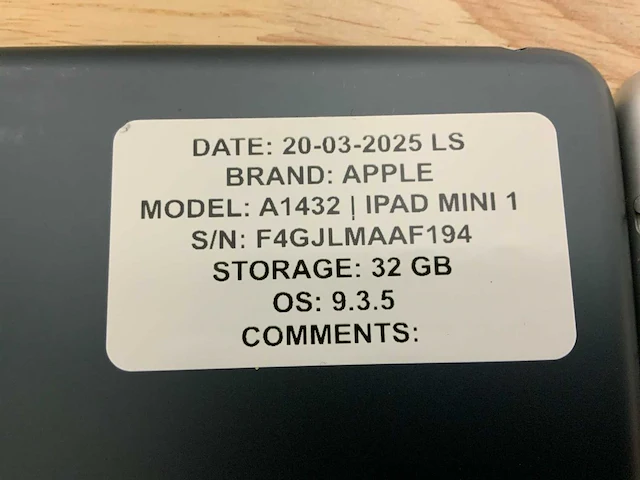 DATE: 20-03-2025 LS
BRAND: APPLE
MODEL: A1432 | IPAD MINI 1
S/N: F4GJLMAAF194
STORAGE: 32 GB
OS: 9.3.5
COMMENTS: